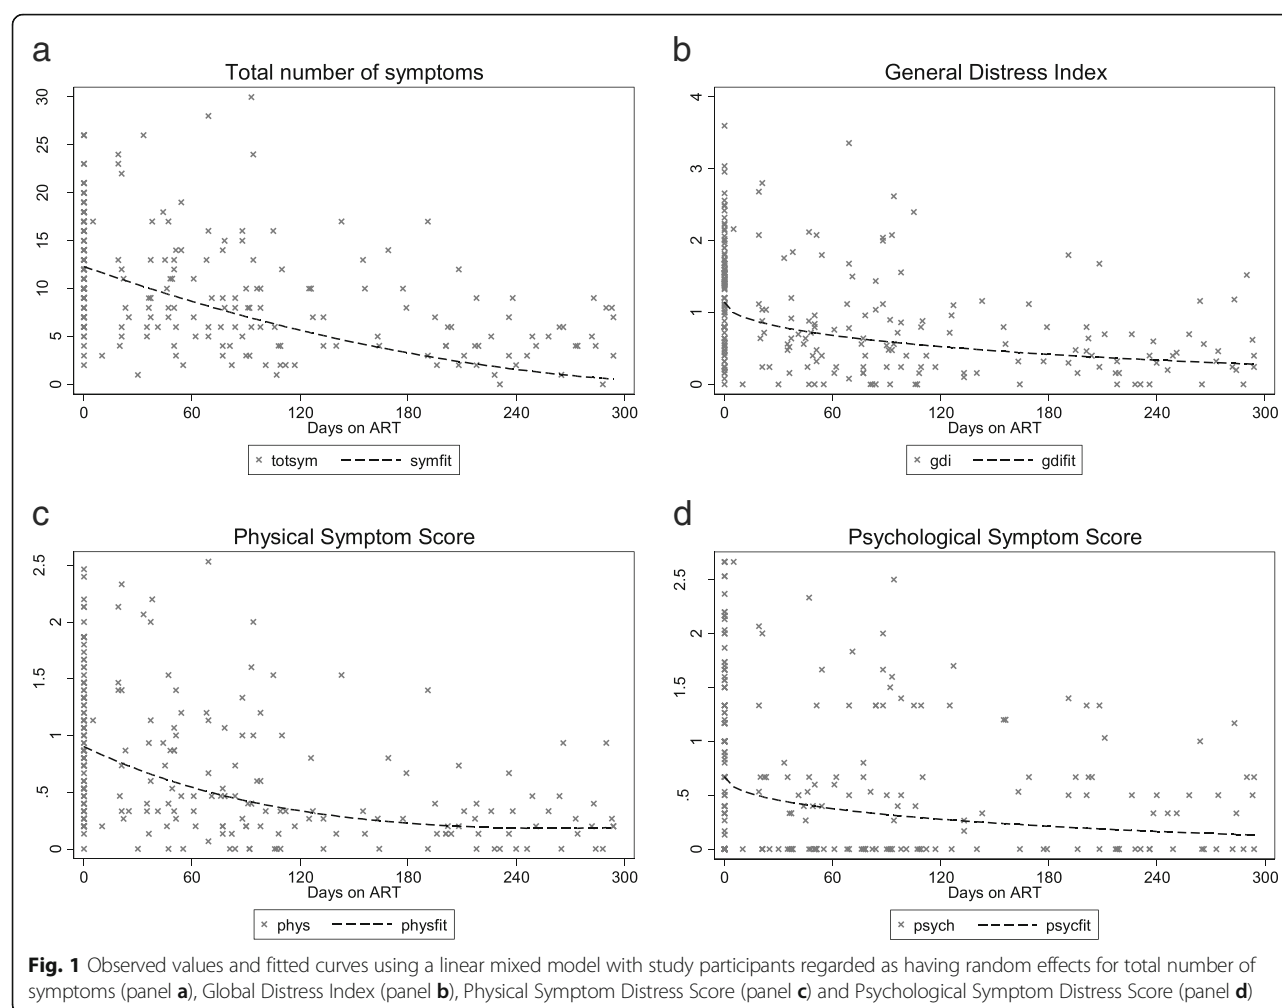 a
Total number of symptoms
30
25
20
15
10
5
0
0 60 120 180 240 300
Days on ART
× totsym ----- symfit
b
General Distress Index
4
3
2
1
0
0 60 120 180 240 300
Days on ART
× gdi ----- gdifit
c
Physical Symptom Score
2.5
2
1.5
1
.5
0
0 60 120 180 240 300
Days on ART
× phys ----- physfit
d
Psychological Symptom Score
2.5
2
1.5
1
.5
0
0 60 120 180 240 300
Days on ART
× psych ----- psycfit
Fig. 1 Observed values and fitted curves using a linear mixed model with study participants regarded as having random effects for total number of
symptoms (panel a), Global Distress Index (panel b), Physical Symptom Distress Score (panel c) and Psychological Symptom Distress Score (panel d)